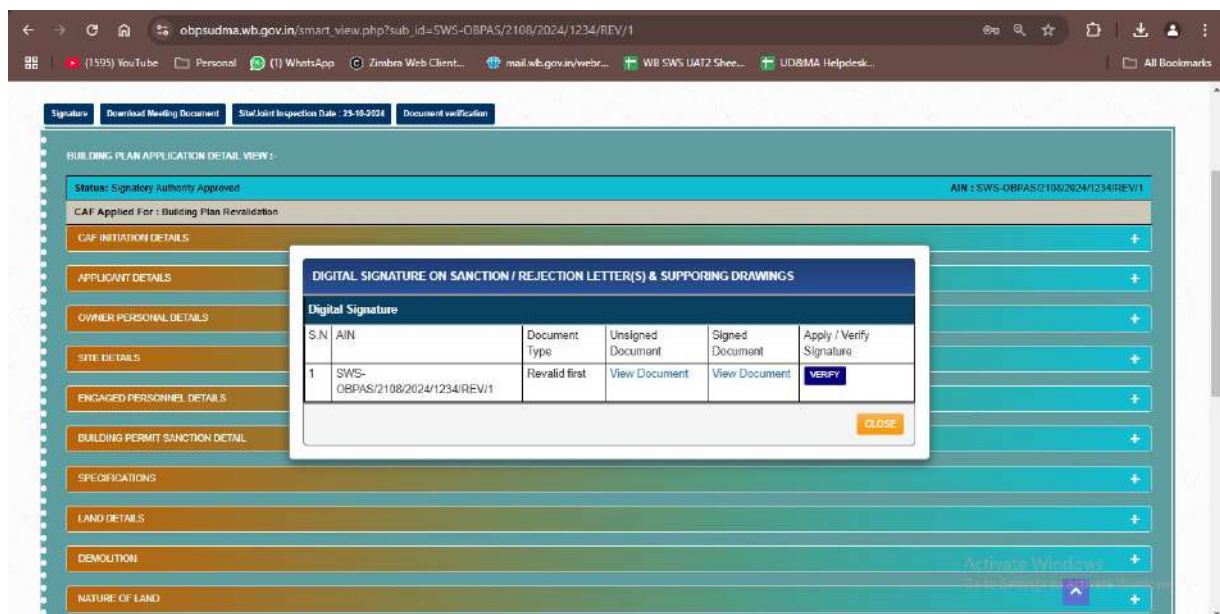 obpsudma.wb.gov.in/smart_view.php?sub_id=SWS-OBPAS/2108/2024/1234/REV/1
(1595) YouTube Personal (1) WhatsApp Zimbra Web Client... mail.wb.gov.in/webr... WB SWS UAT2 Shee... UD&MA Helpdesk... All Bookmarks
Signature Download Meeting Document Site/Joint Inspection Date : 23-10-2024 Document verification
BUILDING PLAN APPLICATION DETAIL VIEW :-
Status: Signatory Authority Approved AIN : SWS-OBPAS/2108/2024/1234/REV/1
CAF Applied For : Building Plan Revalidation
CAF INITIATION DETAILS
APPLICANT DETAILS
OWNER PERSONAL DETAILS
SITE DETAILS
ENGAGED PERSONNEL DETAILS
BUILDING PERMIT SANCTION DETAIL
SPECIFICATIONS
LAND DETAILS
DEMOLITION
NATURE OF LAND
DIGITAL SIGNATURE ON SANCTION / REJECTION LETTER(S) & SUPPORING DRAWINGS
Digital Signature
S.N AIN Document Type Unsigned Document Signed Document Apply / Verify Signature
1 SWS-OBPAS/2108/2024/1234/REV/1 Revalid first View Document View Document VERIFY
CLOSE
Activate Windows